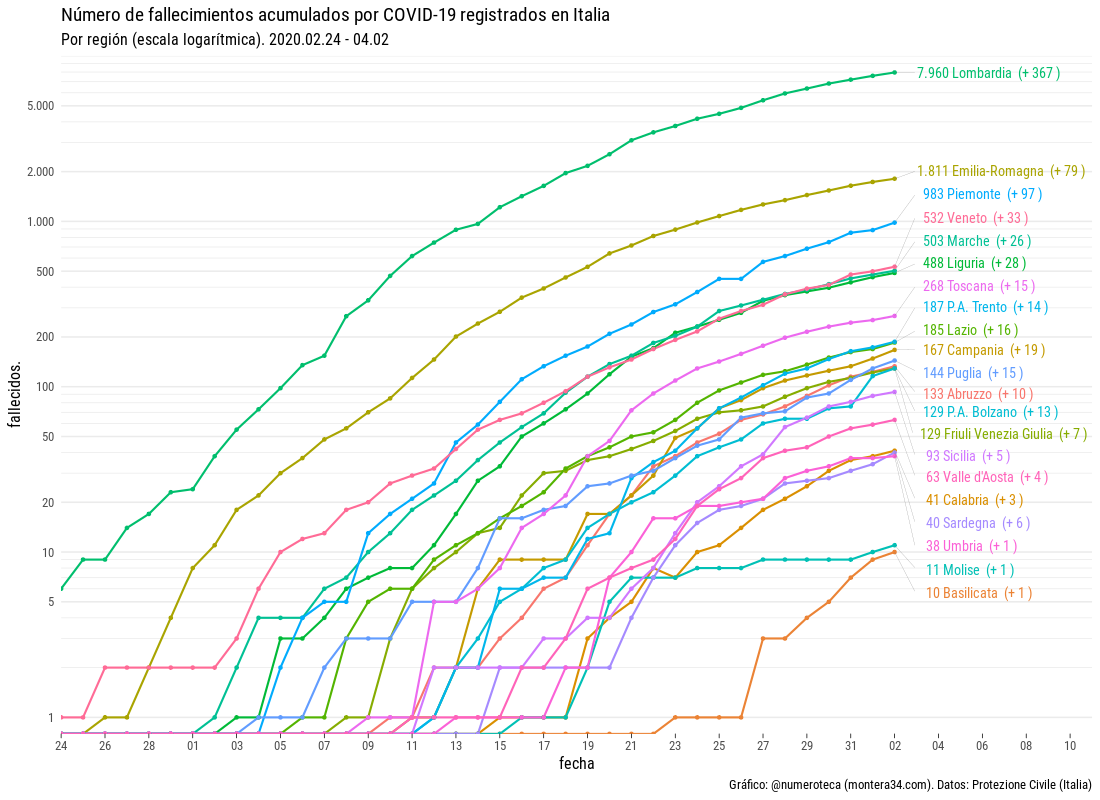 Número de fallecimientos acumulados por COVID-19 registrados en Italia
Por región (escala logarítmica). 2020.02.24 - 04.02
fallecidos.
5.000
2.000
1.000
500
200
100
50
20
10
5
1
7.960 Lombardia (+ 367 )
1.811 Emilia-Romagna (+ 79 )
983 Piemonte (+ 97 )
532 Veneto (+ 33 )
503 Marche (+ 26 )
488 Liguria (+ 28 )
268 Toscana (+ 15 )
187 P.A. Trento (+ 14 )
185 Lazio (+ 16 )
167 Campania (+ 19 )
144 Puglia (+ 15 )
133 Abruzzo (+ 10 )
129 P.A. Bolzano (+ 13 )
129 Friuli Venezia Giulia (+ 7 )
93 Sicilia (+ 5 )
63 Valle d'Aosta (+ 4 )
41 Calabria (+ 3 )
40 Sardegna (+ 6 )
38 Umbria (+ 1 )
11 Molise (+ 1 )
10 Basilicata (+ 1 )
24 26 28 01 03 05 07 09 11 13 15 17 19 21 23 25 27 29 31 02 04 06 08 10
fecha
Gráfico: @numeroteca (montera34.com). Datos: Protezione Civile (Italia)